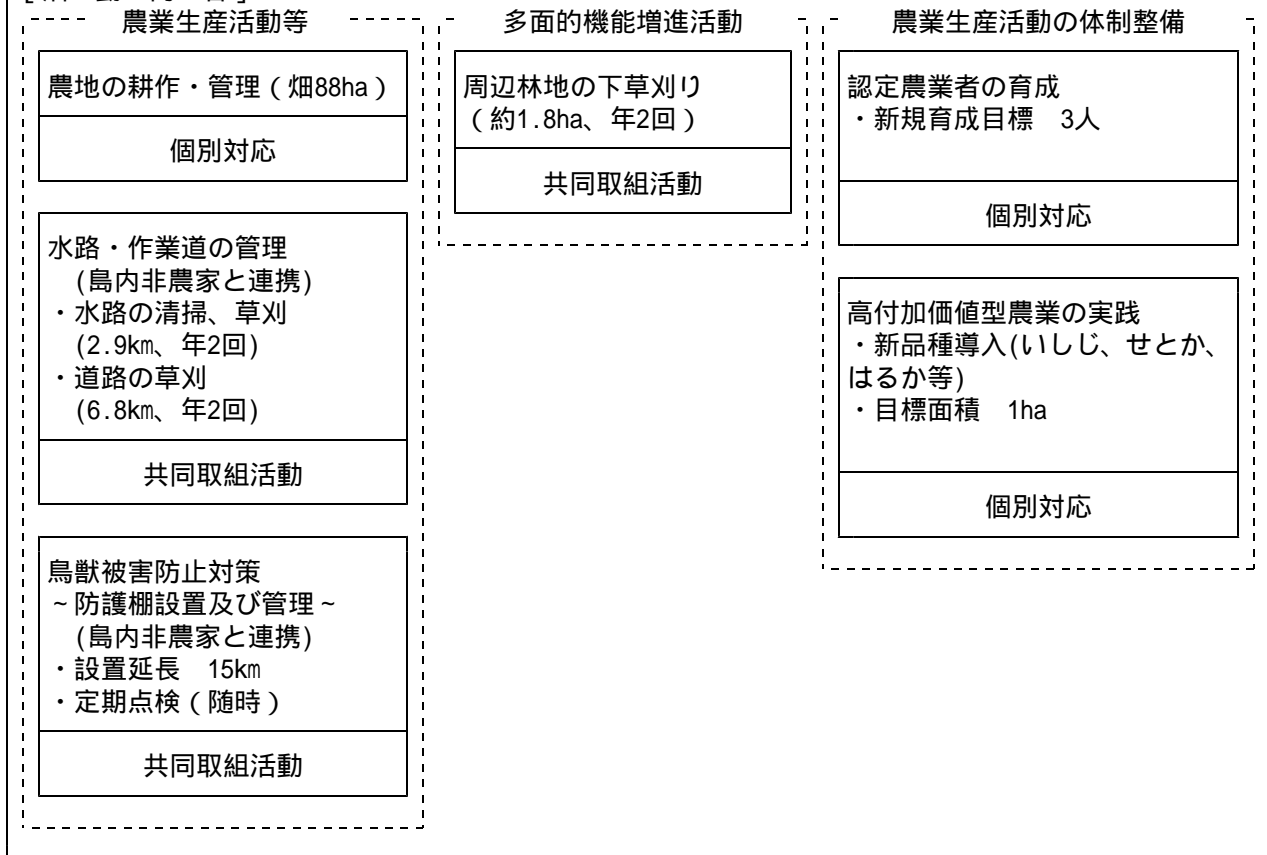 農業生産活動等
農地の耕作・管理(畑88ha)
個別対応
水路・作業道の管理
(島内非農家と連携)
・水路の清掃、草刈
(2.9km、年2回)
・道路の草刈
(6.8km、年2回)
共同取組活動
鳥獣被害防止対策
~防護棚設置及び管理~
(島内非農家と連携)
・設置延長 15km
・定期点検(随時)
共同取組活動
多面的機能増進活動
周辺林地の下草刈り
(約1.8ha、年2回)
共同取組活動
農業生産活動の体制整備
認定農業者の育成
・新規育成目標 3人
個別対応
高付加価値型農業の実践
・新品種導入(いしじ、せとか、
はるか等)
・目標面積 1ha
個別対応